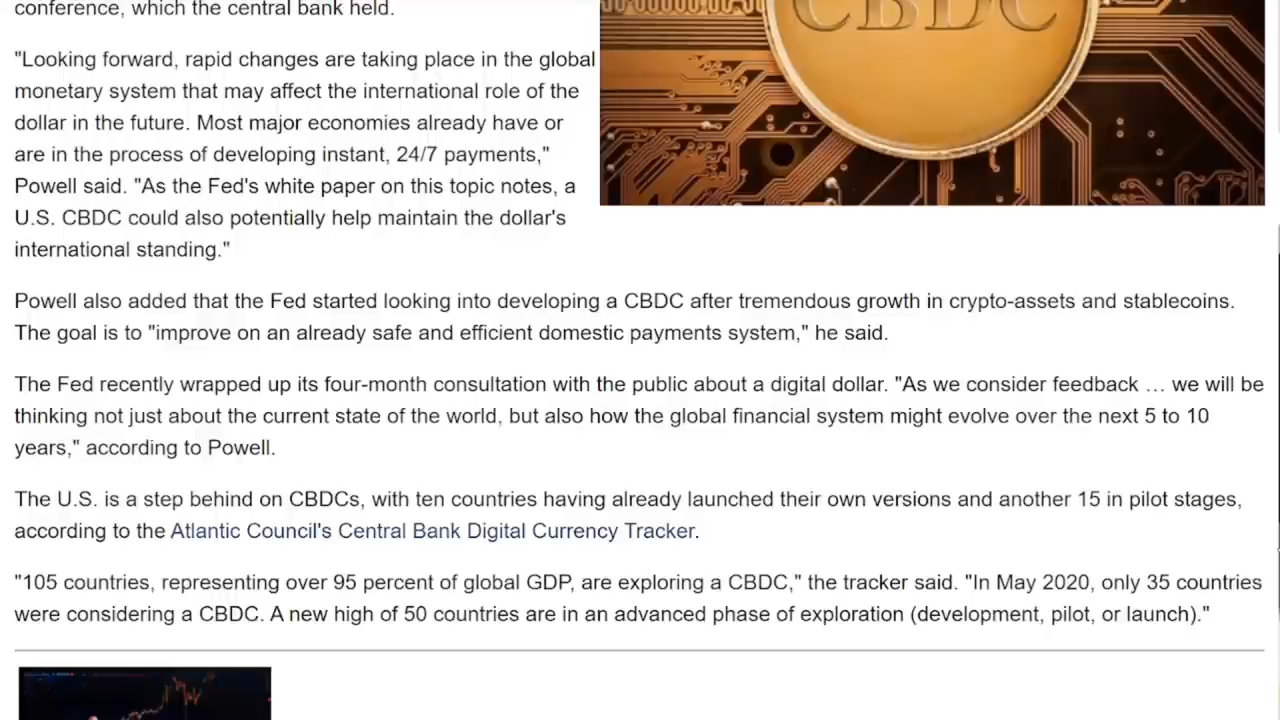 conference, which the central bank held.
CBDC
"Looking forward, rapid changes are taking place in the global
monetary system that may affect the international role of the
dollar in the future. Most major economies already have or
are in the process of developing instant, 24/7 payments,"
Powell said. "As the Fed's white paper on this topic notes, a
U.S. CBDC could also potentially help maintain the dollar's
international standing."
Powell also added that the Fed started looking into developing a CBDC after tremendous growth in crypto-assets and stablecoins.
The goal is to "improve on an already safe and efficient domestic payments system," he said.
The Fed recently wrapped up its four-month consultation with the public about a digital dollar. "As we consider feedback … we will be
thinking not just about the current state of the world, but also how the global financial system might evolve over the next 5 to 10
years," according to Powell.
The U.S. is a step behind on CBDCs, with ten countries having already launched their own versions and another 15 in pilot stages,
according to the Atlantic Council's Central Bank Digital Currency Tracker.
"105 countries, representing over 95 percent of global GDP, are exploring a CBDC," the tracker said. "In May 2020, only 35 countries
were considering a CBDC. A new high of 50 countries are in an advanced phase of exploration (development, pilot, or launch)."